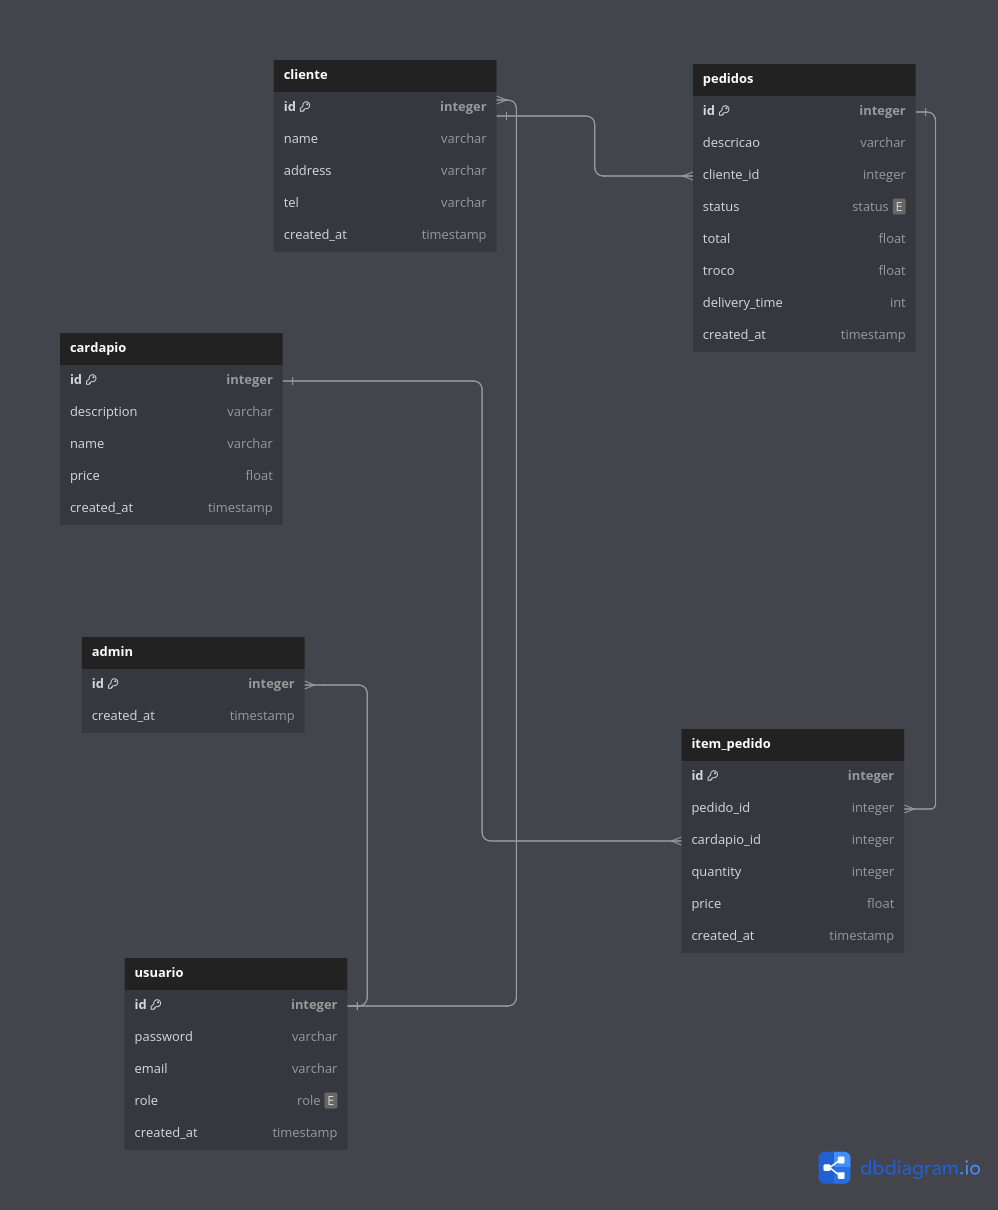 cliente
id integer
name varchar
address varchar
tel varchar
created_at timestamp
pedidos
id integer
descricao varchar
cliente_id integer
status status E
total float
troco float
delivery_time int
created_at timestamp
cardapio
id integer
description varchar
name varchar
price float
created_at timestamp
admin
id integer
created_at timestamp
item_pedido
id integer
pedido_id integer
cardapio_id integer
quantity integer
price float
created_at timestamp
usuario
id integer
password varchar
email varchar
role role E
created_at timestamp
dbdiagram.io